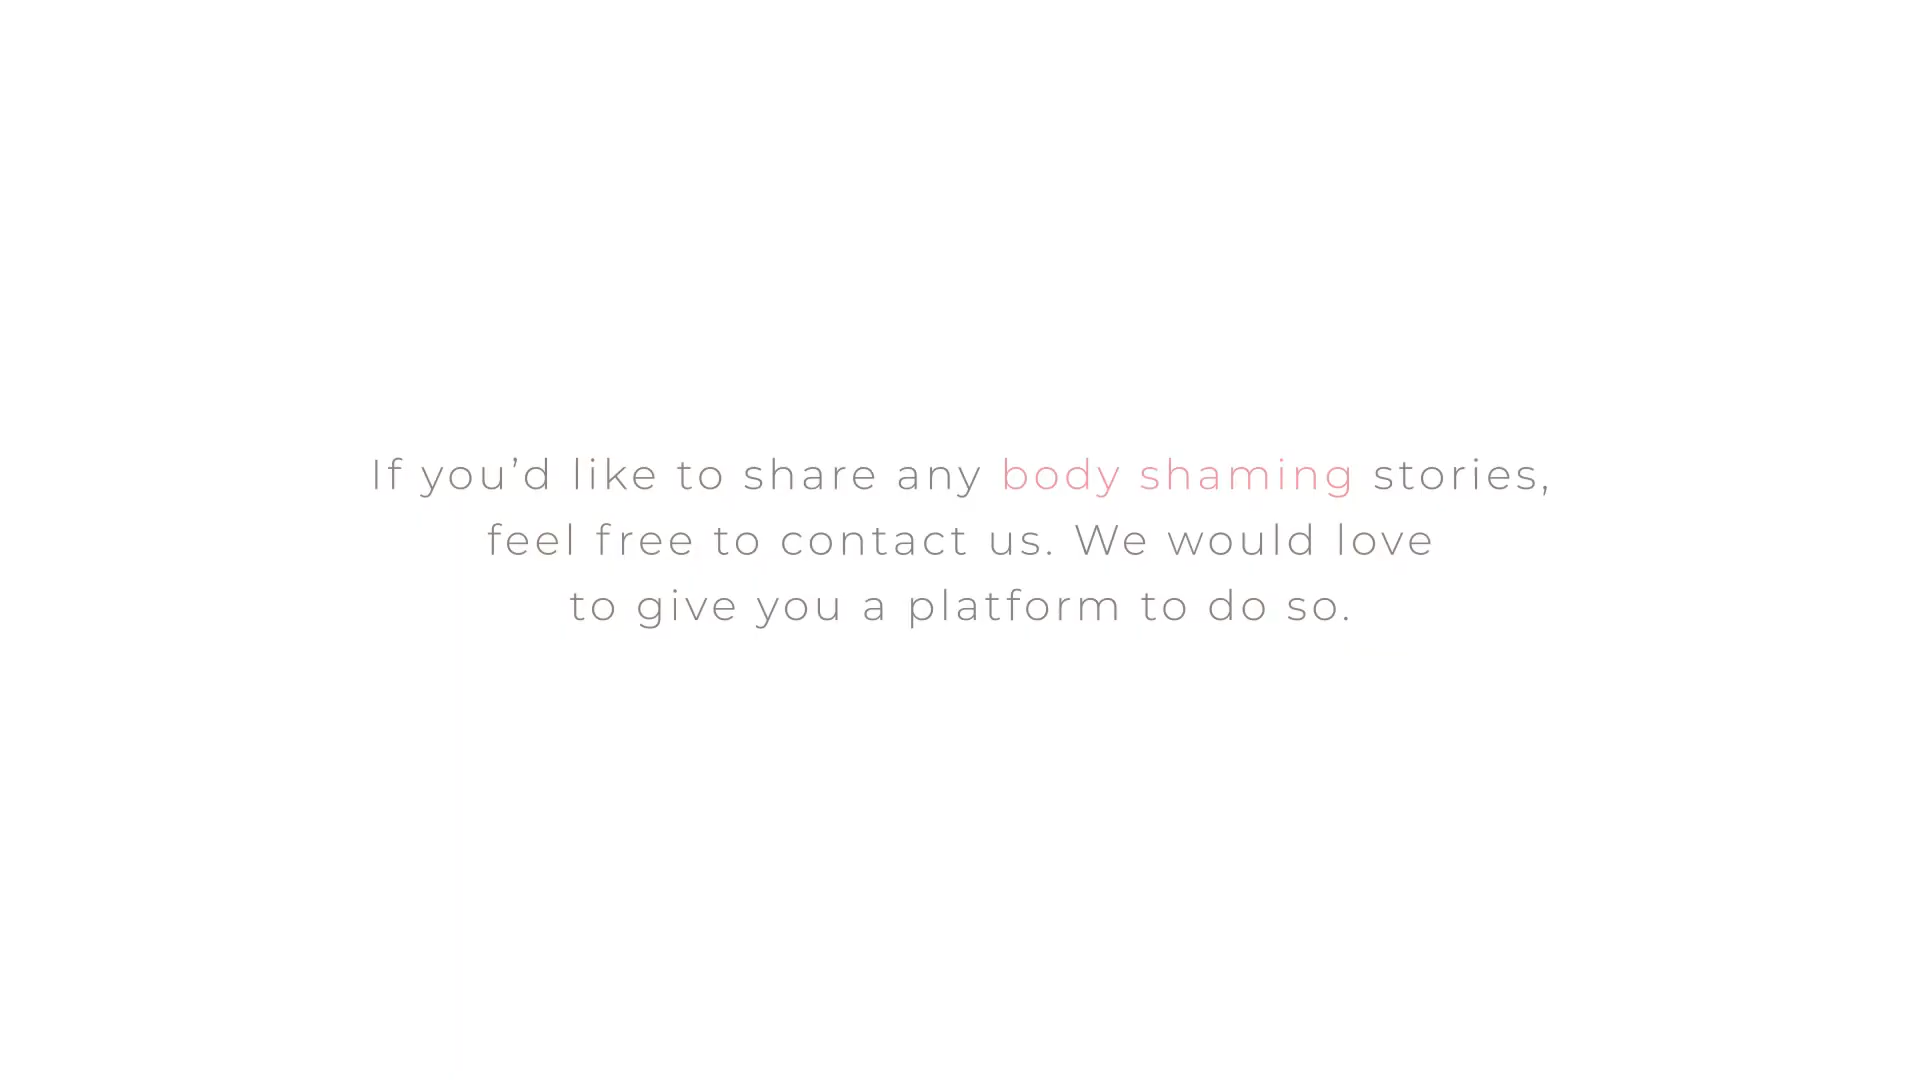 If you’d like to share any body shaming stories,
feel free to contact us. We would love
to give you a platform to do so.